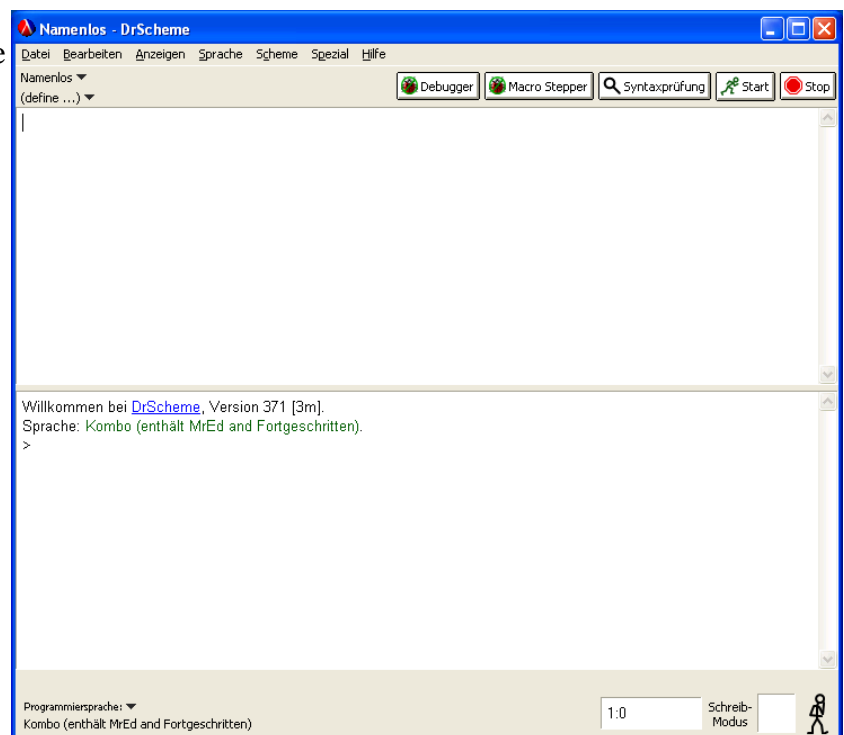 Namenlos - DrScheme
e
Datei Bearbeiten Anzeigen Sprache Scheme Spezial Hilfe
Namenlos
(define ...)
Debugger Macro Stepper Syntaxprüfung Start Stop
Willkommen bei DrScheme, Version 371 [3m].
Sprache: Kombo (enthält MrEd and Fortgeschritten).
>
Programmiersprache:
Kombo (enthält MrEd and Fortgeschritten)
1:0
Schreib-
Modus